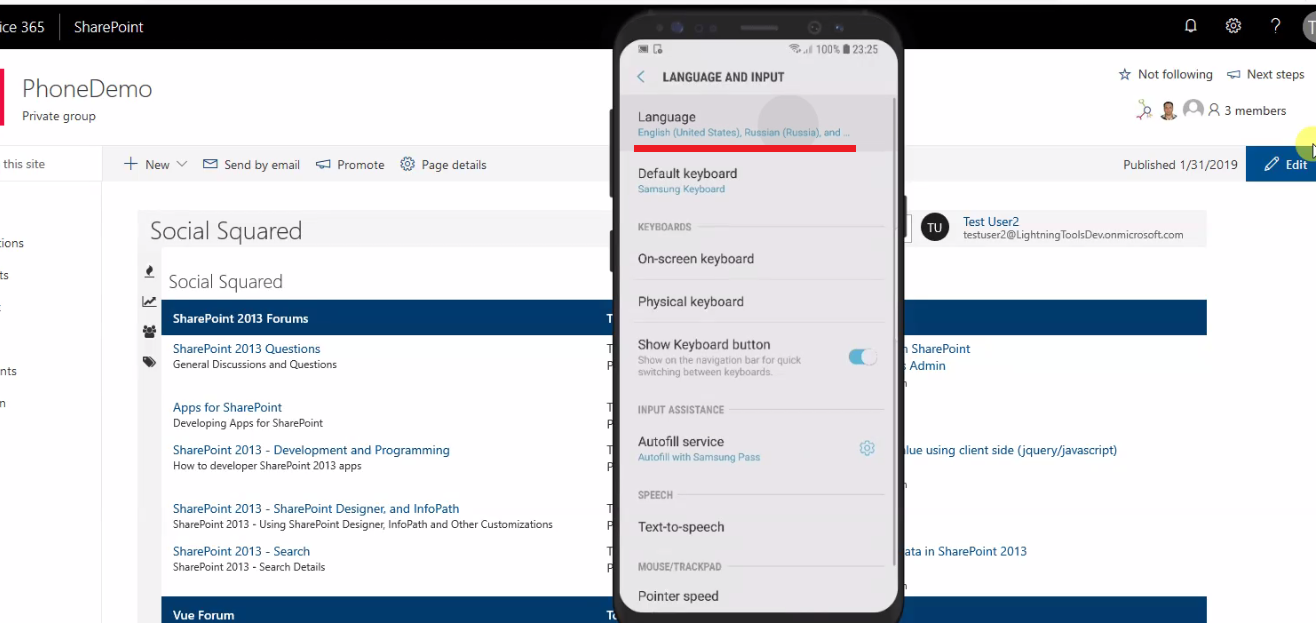 ice 365 SharePoint
PhoneDemo
Private group
Not following Next steps
3 members
this site
New Send by email Promote Page details
Published 1/31/2019 Edit
Social Squared
TU
Test User2
testuser2@LightningToolsDev.onmicrosoft.com
Social Squared
SharePoint 2013 Forums
SharePoint 2013 Questions
General Discussions and Questions
Apps for SharePoint
Developing Apps for SharePoint
SharePoint 2013 - Development and Programming
How to developer SharePoint 2013 apps
SharePoint 2013 - SharePoint Designer, and InfoPath
SharePoint 2013 - Using SharePoint Designer, InfoPath and Other Customizations
SharePoint 2013 - Search
SharePoint 2013 - Search Details
Vue Forum
100% 23:25
LANGUAGE AND INPUT
Language
English (United States), Russian (Russia), and ..
Default keyboard
Samsung Keyboard
KEYBOARDS
On-screen keyboard
Physical keyboard
Show Keyboard button
Show on the navigation bar for quick
switching between keyboards.
INPUT ASSISTANCE
Autofill service
Autofill with Samsung Pass
SPEECH
Text-to-speech
MOUSE/TRACKPAD
Pointer speed
SharePoint
Admin
using client side (jquery/javascript)
in SharePoint 2013